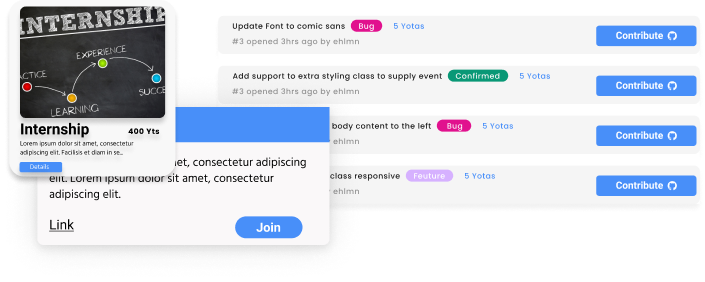 INTERNSHIP
EXPERIENCE
LEARNING
Internship
400 Yts
Lorem ipsum dolor sit amet, consectetur
adipiscing elit. Facilisis et diam in se..
Details
amet, consectetur adipiscing
elit. Lorem ipsum dolor sit amet, consectetur
adipiscing elit.
Link
Join
Update Font to comic sans Bug 5 Yotas
#3 opened 3hrs ago by ehlmn
Contribute
Add support to extra styling class to supply event Confirmed 5 Yotas
#3 opened 3hrs ago by ehlmn
Contribute
body content to the left Bug 5 Yotas
by ehlmn
Contribute
class responsive Feuture 5 Yotas
by ehlmn
Contribute